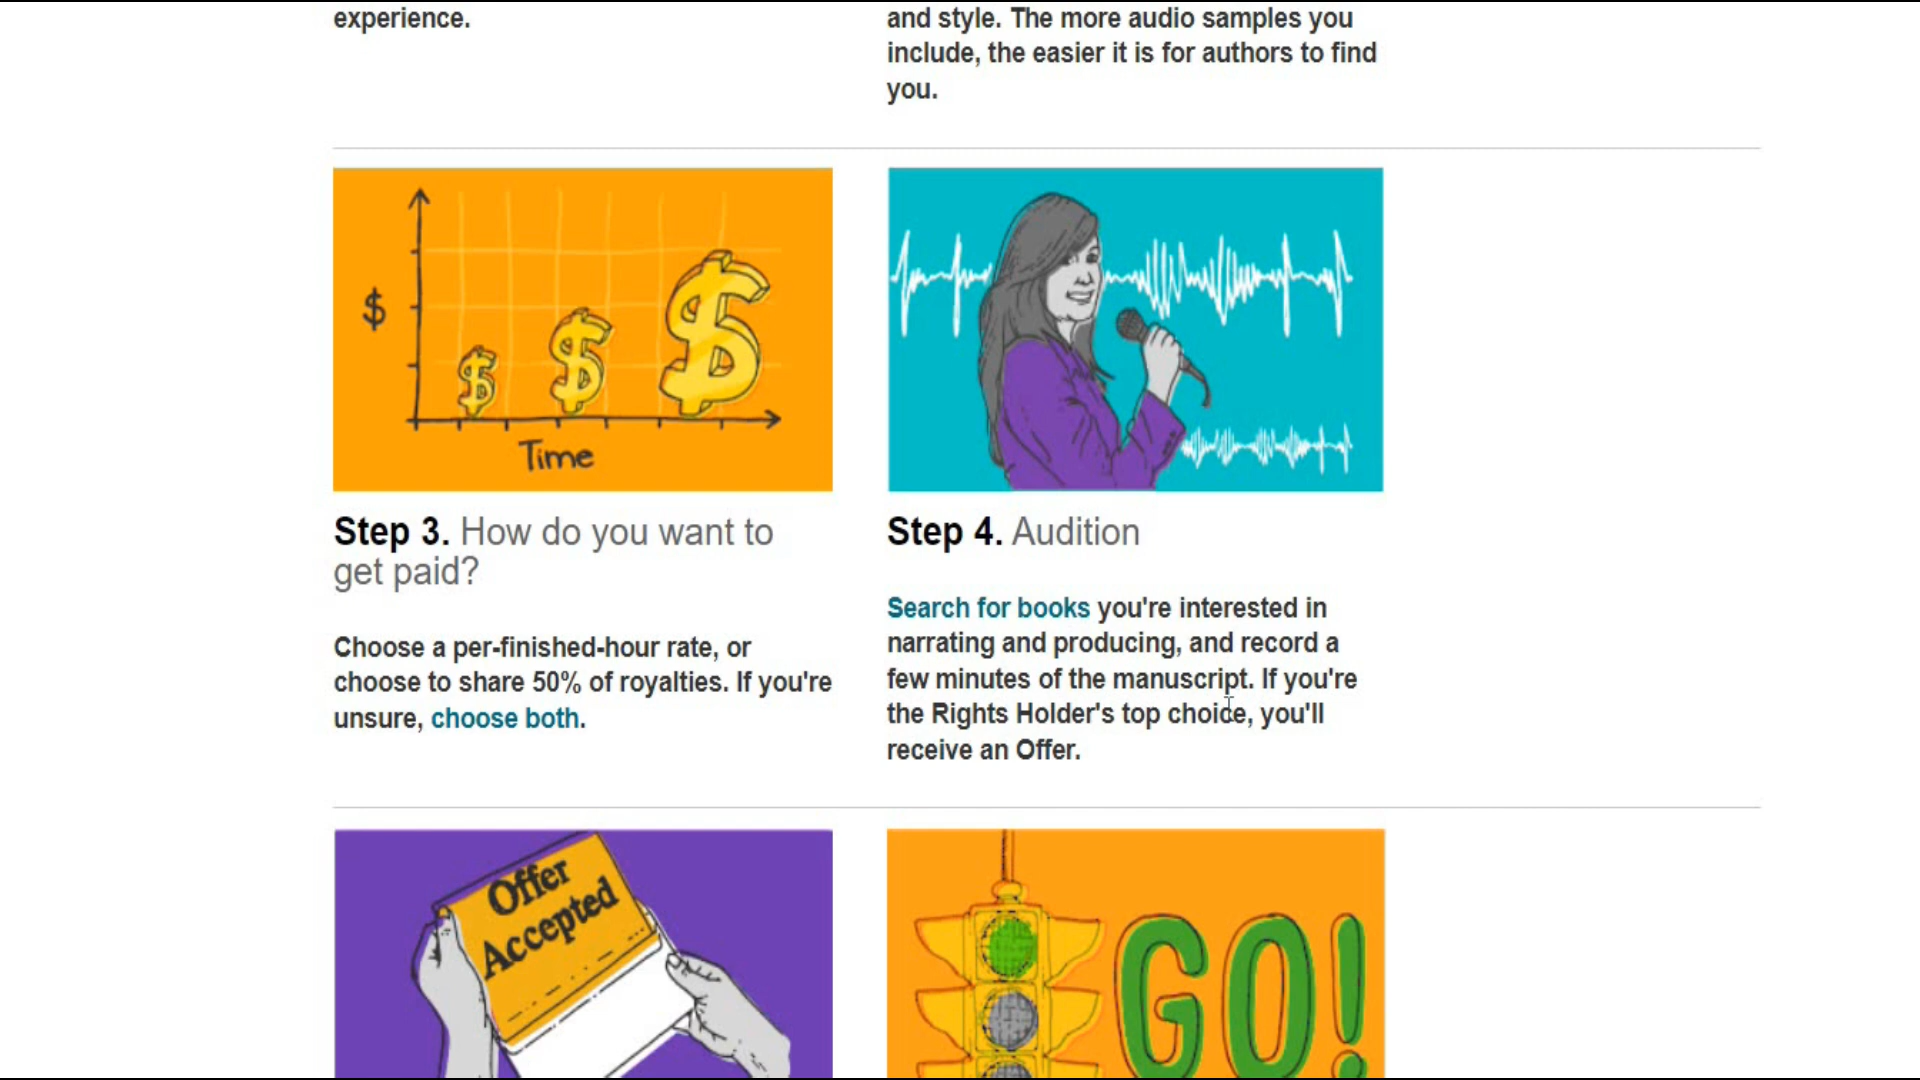 experience.
and style. The more audio samples you
include, the easier it is for authors to find
you.
$
Time
Step 3. How do you want to
get paid?
Choose a per-finished-hour rate, or
choose to share 50% of royalties. If you're
unsure, choose both.
Step 4. Audition
Search for books you're interested in
narrating and producing, and record a
few minutes of the manuscript. If you're
the Rights Holder's top choice, you'll
receive an Offer.
Offer
Accepted
GO!